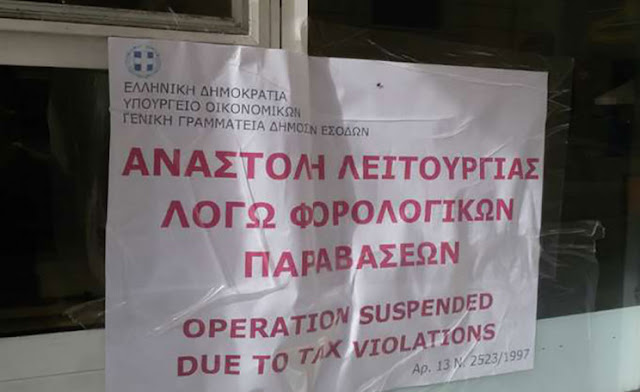 ΕΛΛΗΝΙΚΗ ΔΗΜΟΚΡΑΤΙΑ
ΥΠΟΥΡΓΕΙΟ ΟΙΚΟΝΟΜΙΚΩΝ
ΓΕΝΙΚΗ ΓΡΑΜΜΑΤΕΙΑ ΔΗΜΟΣΙΩΝ ΕΣΟΔΩΝ
ΑΝΑΣΤΟΛΗ ΛΕΙΤΟΥΡΓΙΑΣ
ΛΟΓΩ ΦΟΡΟΛΟΓΙΚΩΝ
ΠΑΡΑΒΑΣΕΩΝ
OPERATION SUSPENDED
DUE TO TAX VIOLATIONS
Αρ. 13 Ν. 2523/1997